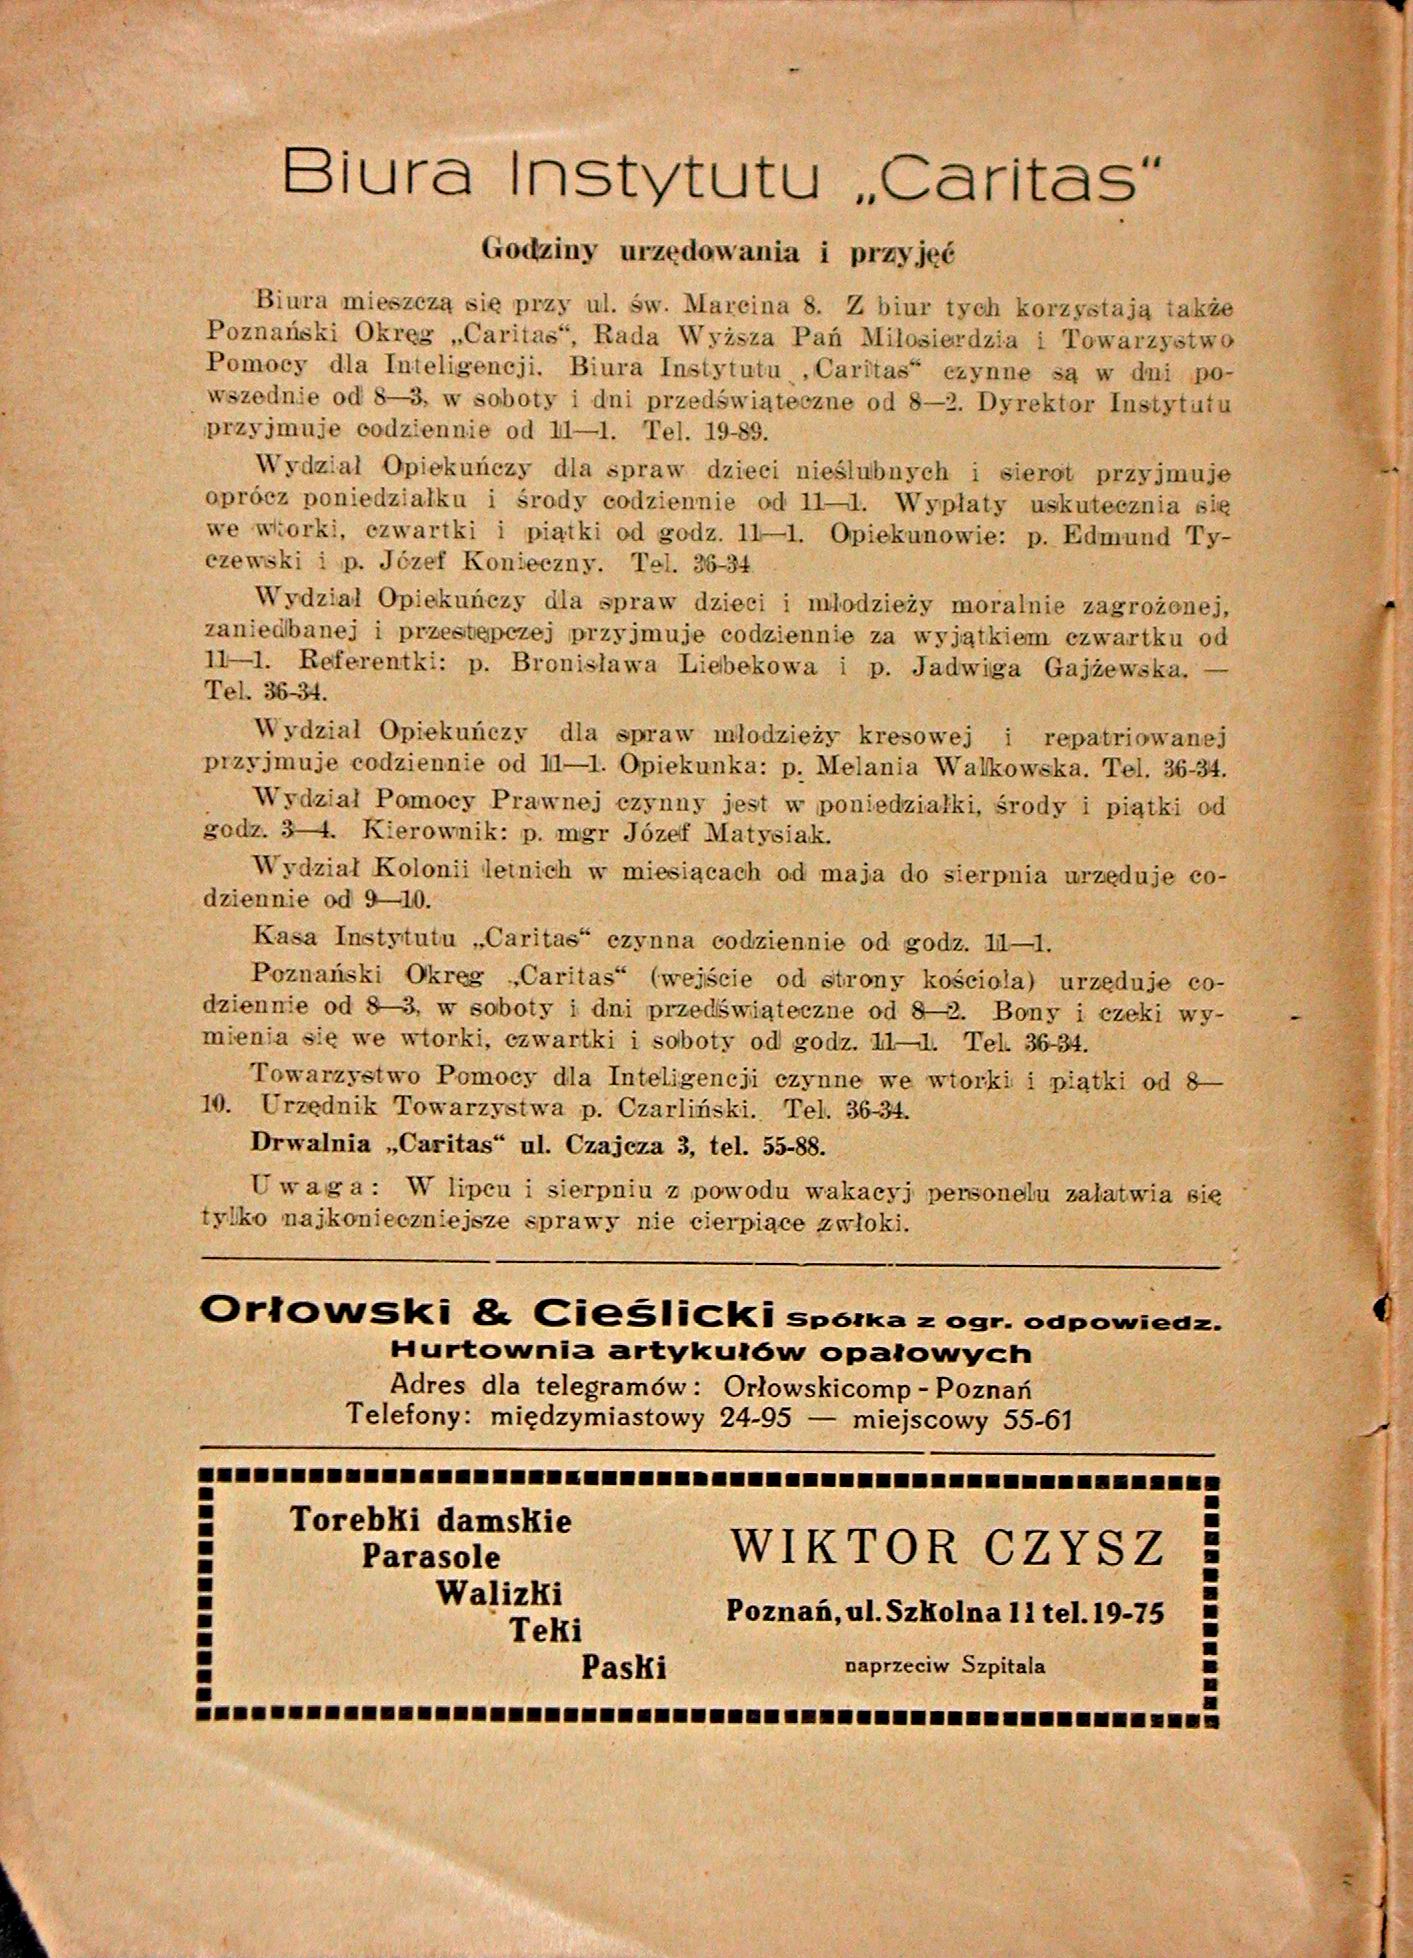 Biura Instytutu „Caritas“
Godziny urzędowania i przyjęć
Biura mieszczą się przy ul. św. Marcina 8. Z biur tych korzystają także
Poznański Okręg „Caritas“, Rada Wyższa Pań Miłosierdzia i Towarzystwo
Pomocy dla Inteligencji. Biura Instytutu „Caritas“ czynne są w dni po-
wszednie od 8—3, w soboty i dni przedświąteczne od 8—2. Dyrektor Instytutu
przyjmuje codziennie od 11—1. Tel. 19-89.
Wydział Opiekuńczy dla spraw dzieci nieślubnych i sierot przyjmuje
oprócz poniedziałku i środy codziennie od 11—1. Wypłaty uskutecznia się
we wtorki, czwartki i piątki od godz. 11—1. Opiekunowie: p. Edmund Ty-
czewski i p. Józef Konieczny. Tel. 36-34
Wydział Opiekuńczy dla spraw dzieci i młodzieży moralnie zagrożonej,
zaniedbanej i przestępczej przyjmuje codziennie za wyjątkiem czwartku od
11—1. Referentki: p. Bronisława Liebekowa i p. Jadwiga Gajżewska. —
Tel. 36-34.
Wydział Opiekuńczy dla spraw młodzieży kresowej i repatriowanej
przyjmuje codziennie od 11—1. Opiekunka: p. Melania Walkowska. Tel. 36-34.
Wydział Pomocy Prawnej czynny jest w poniedziałki, środy i piątki od
godz. 3—4. Kierownik: p. mgr Józef Matysiak.
Wydział Kolonii letnich w miesiącach od maja do sierpnia urzęduje co-
dziennie od 9—10.
Kasa Instytutu „Caritas“ czynna codziennie od godz. 11—1.
Poznański Okręg „Caritas“ (wejście od strony kościoła) urzęduje co-
dziennie od 8—3, w soboty i dni przedświąteczne od 8—2. Bony i czeki wy-
mienia się we wtorki, czwartki i soboty od godz. 11—1. Tel. 36-34.
Towarzystwo Pomocy dla Inteligencji czynne we wtorki i piątki od 8—
10. Urzędnik Towarzystwa p. Czarliński. Tel. 36-34.
Drwalnia „Caritas“ ul. Czajcza 3, tel. 55-88.
Uwaga: W lipcu i sierpniu z powodu wakacyj personelu załatwia się
tylko najkonieczniejsze sprawy nie cierpiące zwłoki.
Orłowski & Cieślicki Spółka z ogr. odpowiedz.
Hurtownia artykułów opałowych
Adres dla telegramów: Orłowskicomp - Poznań
Telefony: międzymiastowy 24-95 — miejscowy 55-61
Torebki damskie
Parasole
Walizki
Teki
Paski
WIKTOR CZYSZ
Poznań, ul. Szkolna 11 tel. 19-75
naprzeciw Szpitala